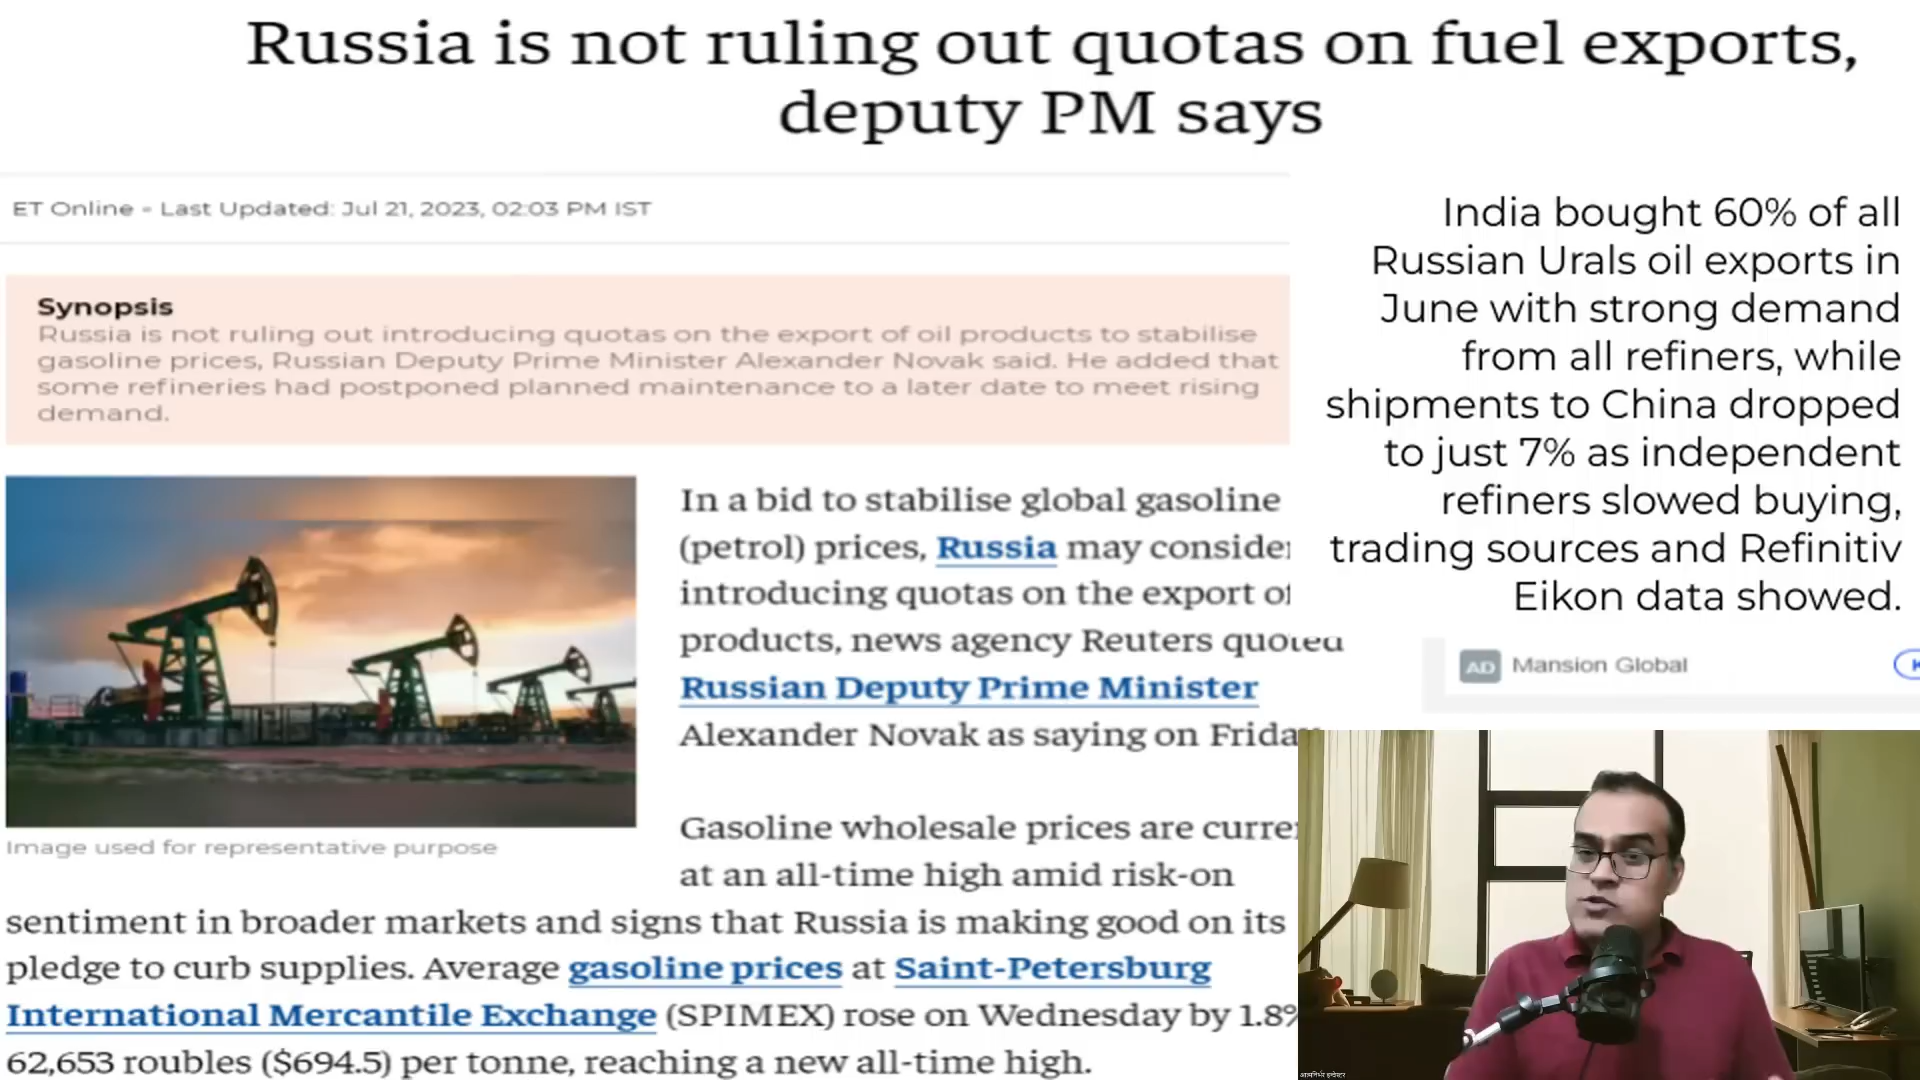 Russia is not ruling out quotas on fuel exports,
deputy PM says
ET Online - Last Updated: Jul 21, 2023, 02:03 PM IST
Synopsis
Russia is not ruling out introducing quotas on the export of oil products to stabilise
gasoline prices, Russian Deputy Prime Minister Alexander Novak said. He added that
some refineries had postponed planned maintenance to a later date to meet rising
demand.
Image used for representative purpose
In a bid to stabilise global gasoline
(petrol) prices, Russia may consider
introducing quotas on the export of
products, news agency Reuters quoted
Russian Deputy Prime Minister
Alexander Novak as saying on Friday
Gasoline wholesale prices are curre
at an all-time high amid risk-on
sentiment in broader markets and signs that Russia is making good on its
pledge to curb supplies. Average gasoline prices at Saint-Petersburg
International Mercantile Exchange (SPIMEX) rose on Wednesday by 1.8%
62,653 roubles ($694.5) per tonne, reaching a new all-time high.
India bought 60% of all
Russian Urals oil exports in
June with strong demand
from all refiners, while
shipments to China dropped
to just 7% as independent
refiners slowed buying,
trading sources and Refinitiv
Eikon data showed.
AD Mansion Global
K
आत्मनिर्भर इन्वेस्टर